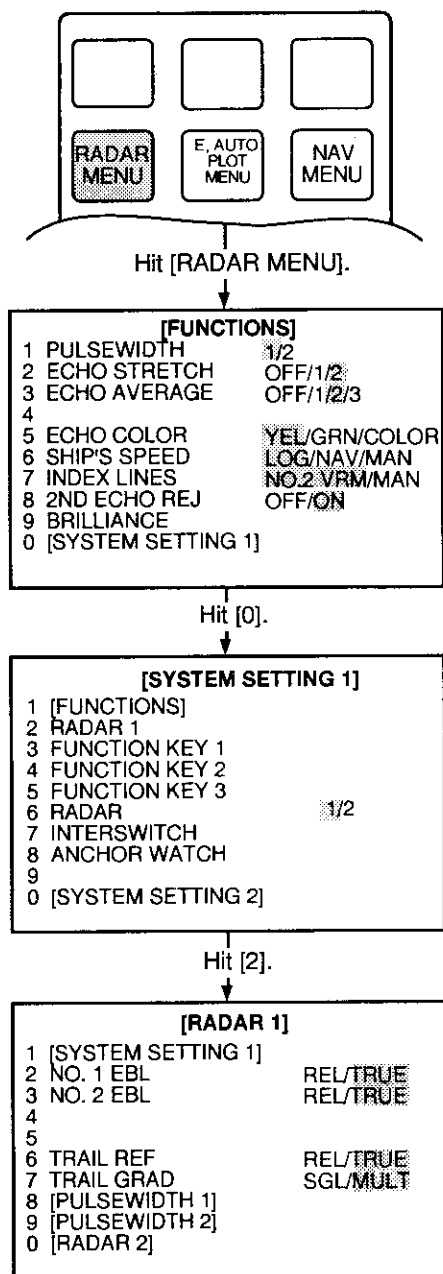 RADAR MENU
E, AUTO PLOT MENU
NAV MENU
Hit [RADAR MENU].
[FUNCTIONS]
1 PULSEWIDTH 1/2
2 ECHO STRETCH OFF/1/2
3 ECHO AVERAGE OFF/1/2/3
4
5 ECHO COLOR YEL/GRN/COLOR
6 SHIP'S SPEED LOG/NAV/MAN
7 INDEX LINES NO.2 VRM/MAN
8 2ND ECHO REJ OFF/ON
9 BRILLIANCE
0 [SYSTEM SETTING 1]
Hit [0].
[SYSTEM SETTING 1]
1 [FUNCTIONS]
2 RADAR 1
3 FUNCTION KEY 1
4 FUNCTION KEY 2
5 FUNCTION KEY 3
6 RADAR 1/2
7 INTERSWITCH
8 ANCHOR WATCH
9
0 [SYSTEM SETTING 2]
Hit [2].
[RADAR 1]
1 [SYSTEM SETTING 1]
2 NO. 1 EBL REL/TRUE
3 NO. 2 EBL REL/TRUE
4
5
6 TRAIL REF REL/TRUE
7 TRAIL GRAD SGL/MULT
8 [PULSEWIDTH 1]
9 [PULSEWIDTH 2]
0 [RADAR 2]